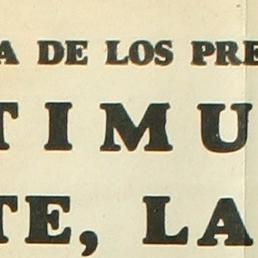 A DE LOS PRE
TIMU
TE, LA